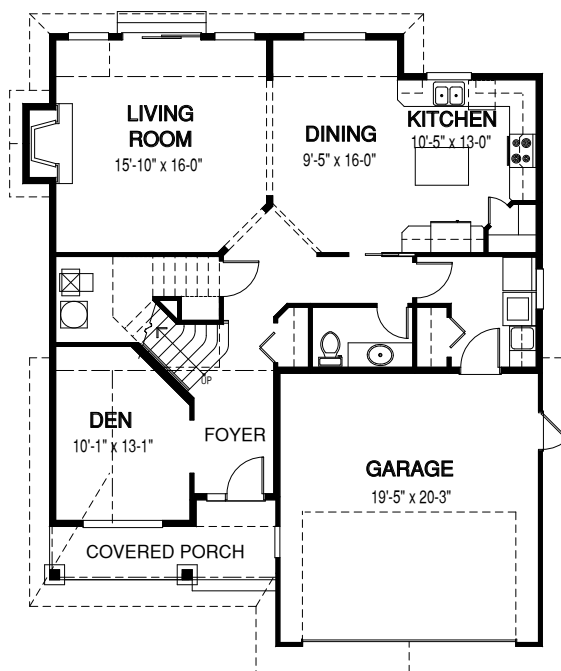 LIVING
ROOM
15'-10" x 16-0"
DINING
9'-5" x 16-0"
KITCHEN
10'-5" x 13-0"
UP
DEN
10'-1" x 13-1"
FOYER
GARAGE
19'-5" x 20-3"
COVERED PORCH